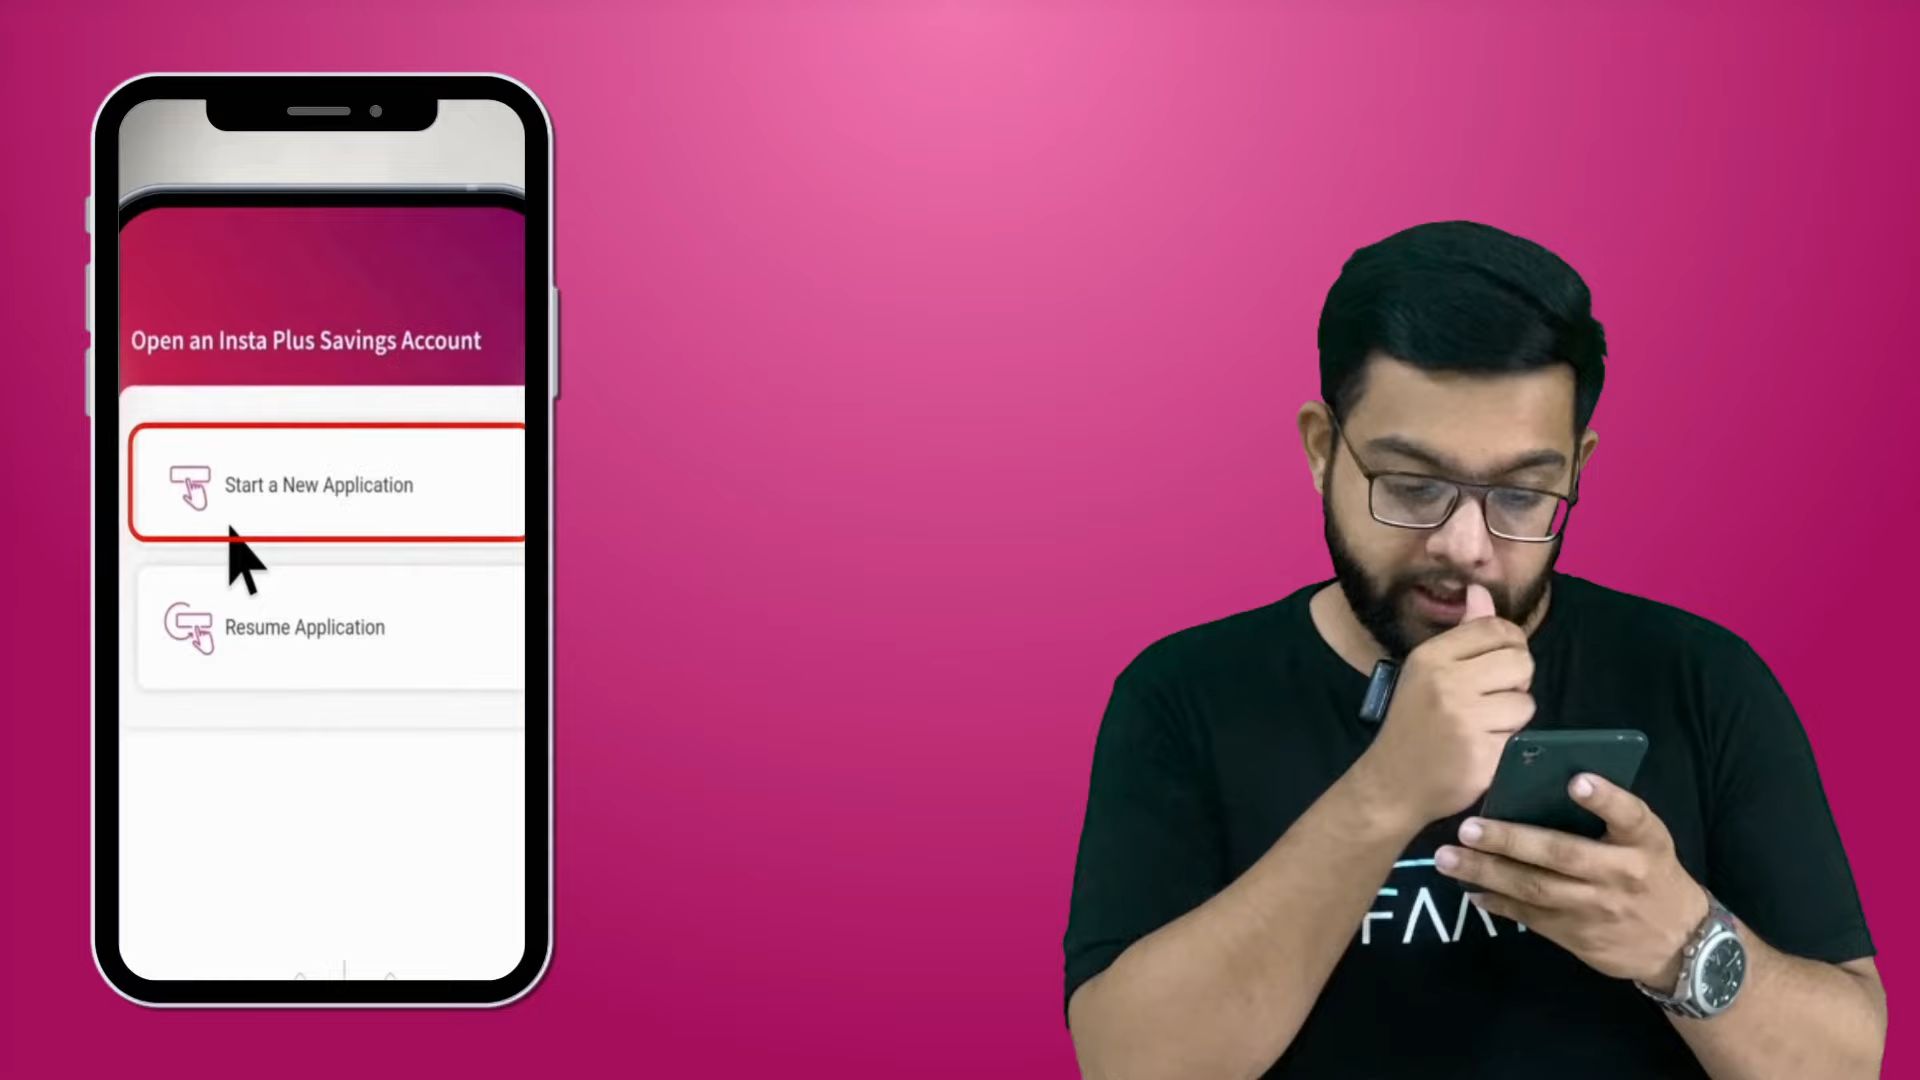 Open an Insta Plus Savings Account
Start a New Application
Resume Application